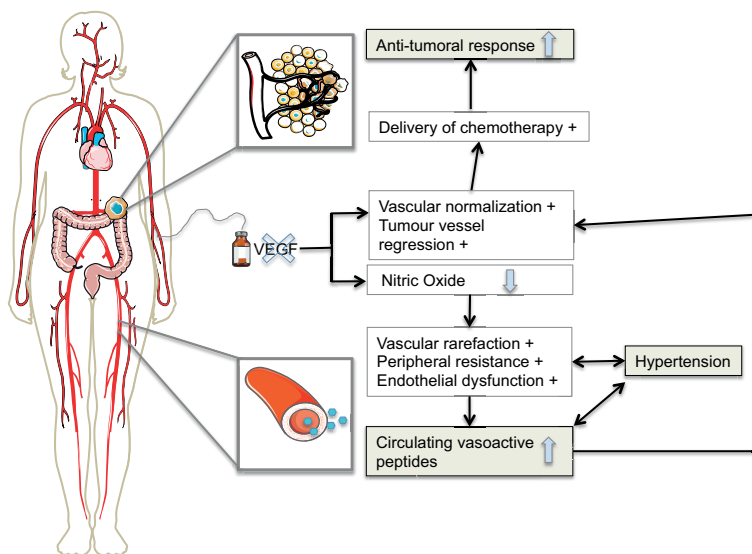 Anti-tumoral response
Delivery of chemotherapy +
Vascular normalization +
Tumour vessel
regression +
VEGF
Nitric Oxide
Vascular rarefaction +
Peripheral resistance +
Endothelial dysfunction +
Hypertension
Circulating vasoactive
peptides